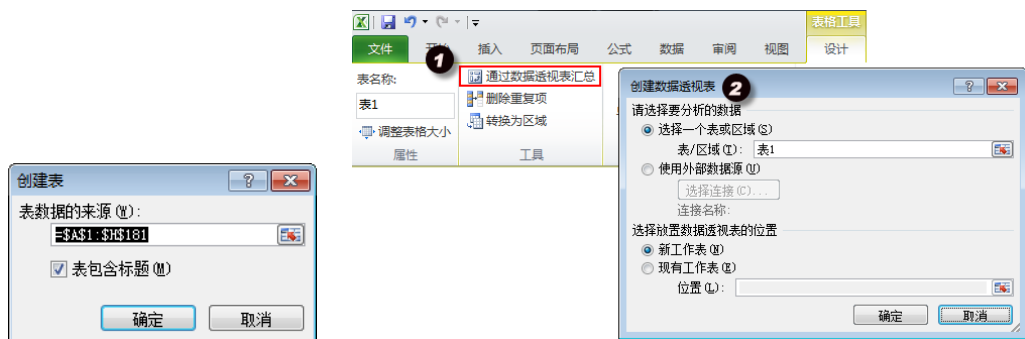 创建表
表数据的来源(W):
=$A$1:$H$181
表包含标题(M)
确定 取消
表格工具
文件 开始 插入 页面布局 公式 数据 审阅 视图 设计
1
表名称:
表1
调整表格大小
属性
通过数据透视表汇总
删除重复项
转换为区域
工具
创建数据透视表 2
请选择要分析的数据
选择一个表或区域(S)
表/区域(T): 表1
使用外部数据源(U)
选择连接(C)...
连接名称:
选择放置数据透视表的位置
新工作表(N)
现有工作表(E)
位置(L):
确定 取消